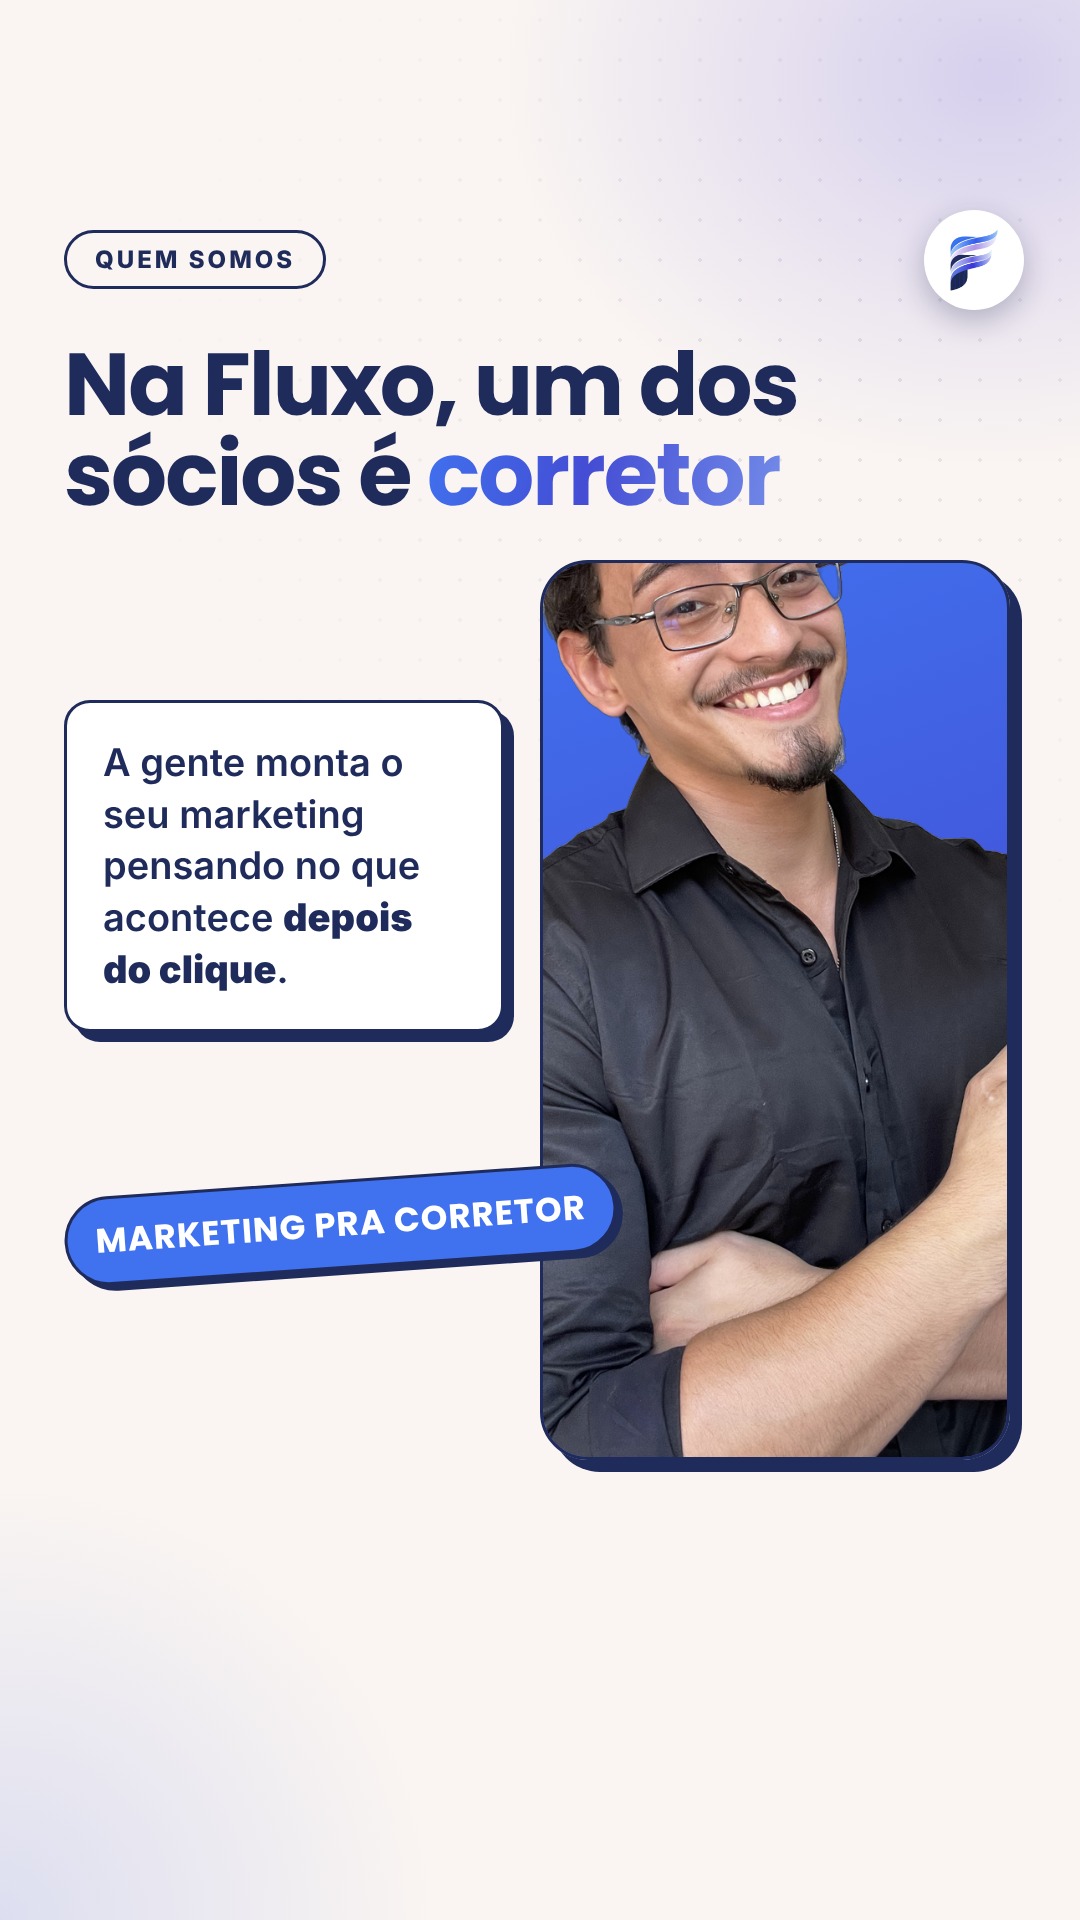 QUEM SOMOS
Na Fluxo, um dos
sócios é corretor
A gente monta o
seu marketing
pensando no que
acontece depois
do clique.
MARKETING PRA CORRETOR